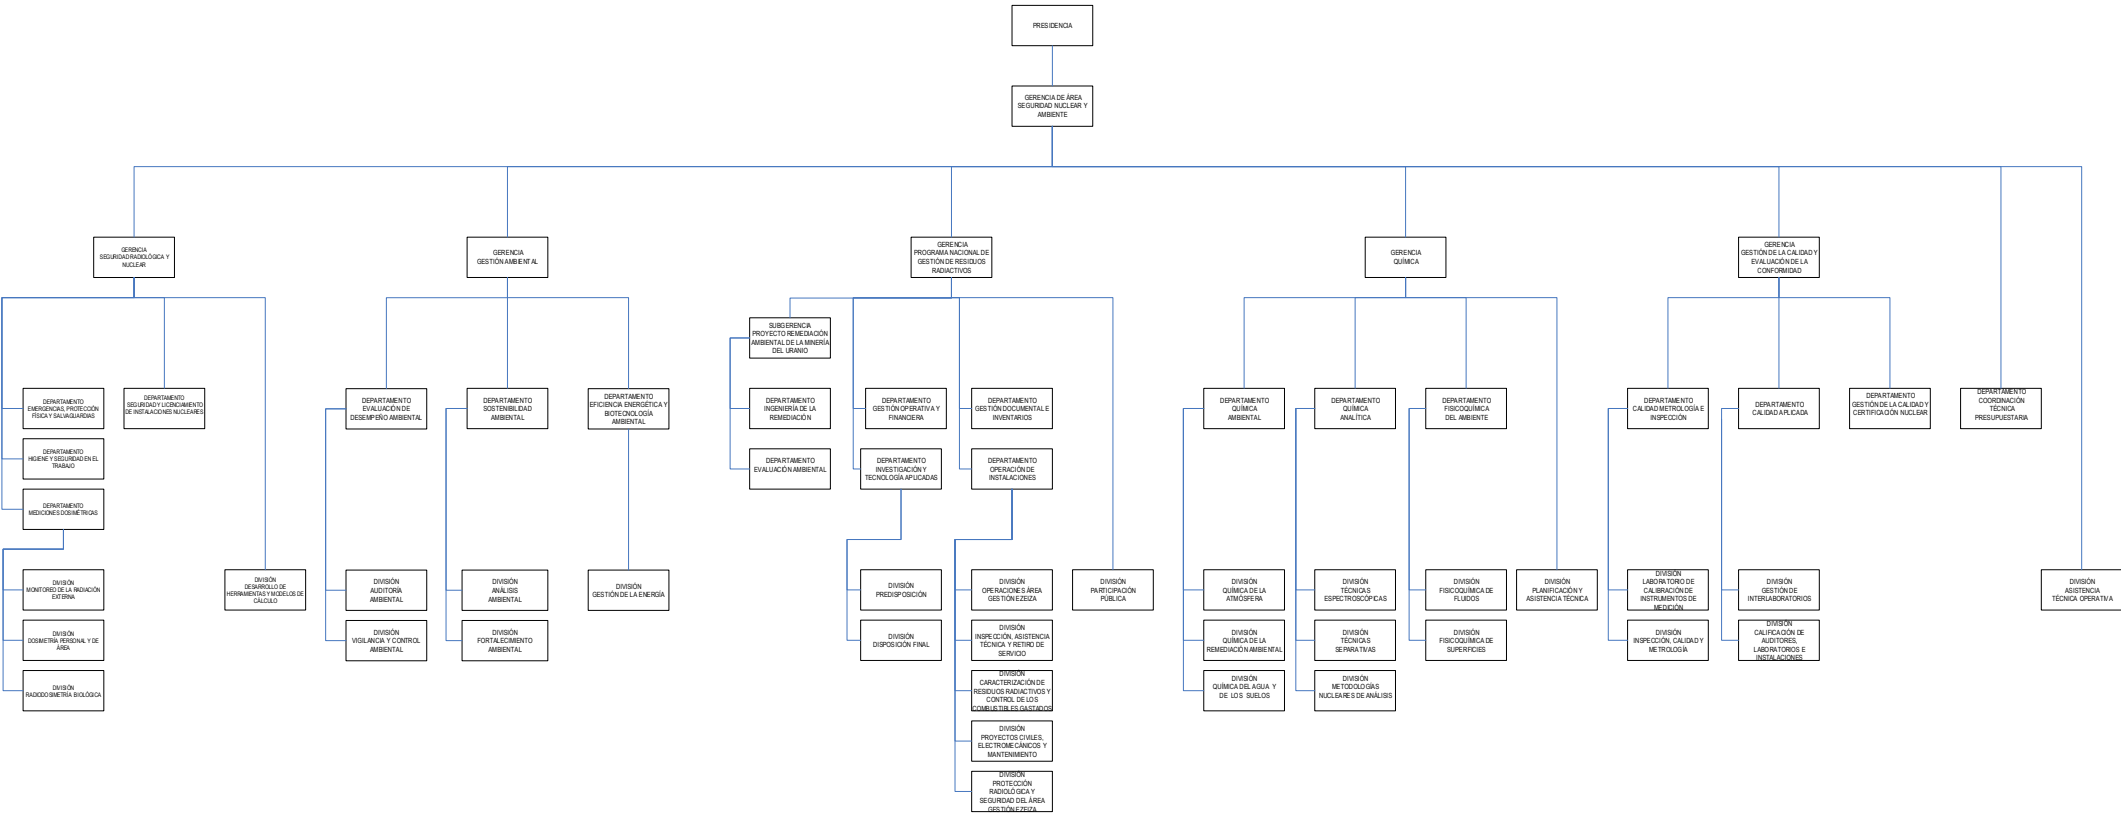 PRESIDENCIA
GERENCIA DE ÁREA
SEGURIDAD NUCLEAR Y
AMBIENTE
GERENCIA
SEGURIDAD RADIOLÓGICA Y
NUCLEAR
GERENCIA
GESTIÓN AMBIENTAL
GERENCIA
PROGRAMA NACIONAL DE
GESTIÓN DE RESIDUOS
RADIACTIVOS
GERENCIA
QUÍMICA
GERENCIA
GESTIÓN DE LA CALIDAD Y
EVALUACIÓN DE LA
CONFORMIDAD
SUBGERENCIA
PROYECTO REMEDIACIÓN
AMBIENTAL DE LA MINERÍA
DEL URANIO
DEPARTAMENTO
EMERGENCIAS, PROTECCIÓN
FÍSICA Y SALVAGUARDIAS
DEPARTAMENTO
SEGURIDAD Y LICENCIAMIENTO
DE INSTALACIONES NUCLEARES
DEPARTAMENTO
EVALUACIÓN DE
DESEMPEÑO AMBIENTAL
DEPARTAMENTO
SOSTENIBILIDAD
AMBIENTAL
DEPARTAMENTO
EFICIENCIA ENERGÉTICA Y
BIOTECNOLOGÍA
AMBIENTAL
DEPARTAMENTO
INGENIERÍA DE LA
REMEDIACIÓN
DEPARTAMENTO
GESTIÓN OPERATIVA Y
FINANCIERA
DEPARTAMENTO
GESTIÓN DOCUMENTAL E
INVENTARIOS
DEPARTAMENTO
QUÍMICA
AMBIENTAL
DEPARTAMENTO
QUÍMICA
ANALÍTICA
DEPARTAMENTO
FISICOQUÍMICA
DEL AMBIENTE
DEPARTAMENTO
CALIDAD METROLOGÍA E
INSPECCIÓN
DEPARTAMENTO
CALIDAD APLICADA
DEPARTAMENTO
GESTIÓN DE LA CALIDAD Y
CERTIFICACIÓN NUCLEAR
DEPARTAMENTO
COORDINACIÓN
TÉCNICA
PRESUPUESTARIA
DEPARTAMENTO
HIGIENE Y SEGURIDAD EN EL
TRABAJO
DEPARTAMENTO
EVALUACIÓN AMBIENTAL
DEPARTAMENTO
INVESTIGACIÓN Y
TECNOLOGÍA APLICADAS
DEPARTAMENTO
OPERACIÓN DE
INSTALACIONES
DEPARTAMENTO
MEDICIONES DOSIMÉTRICAS
DIVISIÓN
MONITOREO DE LA RADIACIÓN
EXTERNA
DIVISIÓN
DESARROLLO DE
HERRAMIENTAS Y MODELOS DE
CÁLCULO
DIVISIÓN
AUDITORÍA
AMBIENTAL
DIVISIÓN
ANÁLISIS
AMBIENTAL
DIVISIÓN
GESTIÓN DE LA ENERGÍA
DIVISIÓN
PREDISPOSICIÓN
DIVISIÓN
OPERACIONES ÁREA
GESTIÓN EZEIZA
DIVISIÓN
PARTICIPACIÓN
PÚBLICA
DIVISIÓN
QUÍMICA DE LA
ATMÓSFERA
DIVISIÓN
TÉCNICAS
ESPECTROSCÓPICAS
DIVISIÓN
FISICOQUÍMICA DE
FLUIDOS
DIVISIÓN
PLANIFICACIÓN Y
ASISTENCIA TÉCNICA
DIVISIÓN
LABORATORIO DE
CALIBRACIÓN DE
INSTRUMENTOS DE
MEDICIÓN
DIVISIÓN
GESTIÓN DE
INTERLABORATORIOS
DIVISIÓN
ASISTENCIA
TÉCNICA OPERATIVA
DIVISIÓN
DOSIMETRÍA PERSONAL Y DE
ÁREA
DIVISIÓN
VIGILANCIA Y CONTROL
AMBIENTAL
DIVISIÓN
FORTALECIMIENTO
AMBIENTAL
DIVISIÓN
DISPOSICIÓN FINAL
DIVISIÓN
INSPECCIÓN, ASISTENCIA
TÉCNICA Y RETIRO DE
SERVICIO
DIVISIÓN
QUÍMICA DE LA
REMEDIACIÓN AMBIENTAL
DIVISIÓN
TÉCNICAS
SEPARATIVAS
DIVISIÓN
FISICOQUÍMICA DE
SUPERFICIES
DIVISIÓN
INSPECCIÓN, CALIDAD Y
METROLOGÍA
DIVISIÓN
CALIFICACIÓN DE
AUDITORES,
LABORATORIOS E
INSTALACIONES
DIVISIÓN
RADIODOSIMETRÍA BIOLÓGICA
DIVISIÓN
CARACTERIZACIÓN DE
RESIDUOS RADIACTIVOS Y
CONTROL DE LOS
COMBUSTIBLES GASTADOS
DIVISIÓN
QUÍMICA DEL AGUA Y
DE LOS SUELOS
DIVISIÓN
METODOLOGÍAS
NUCLEARES DE ANÁLISIS
DIVISIÓN
PROYECTOS CIVILES,
ELECTROMECÁNICOS Y
MANTENIMIENTO
DIVISIÓN
PROTECCIÓN
RADIOLÓGICA Y
SEGURIDAD DEL ÁREA
GESTIÓN EZEIZA